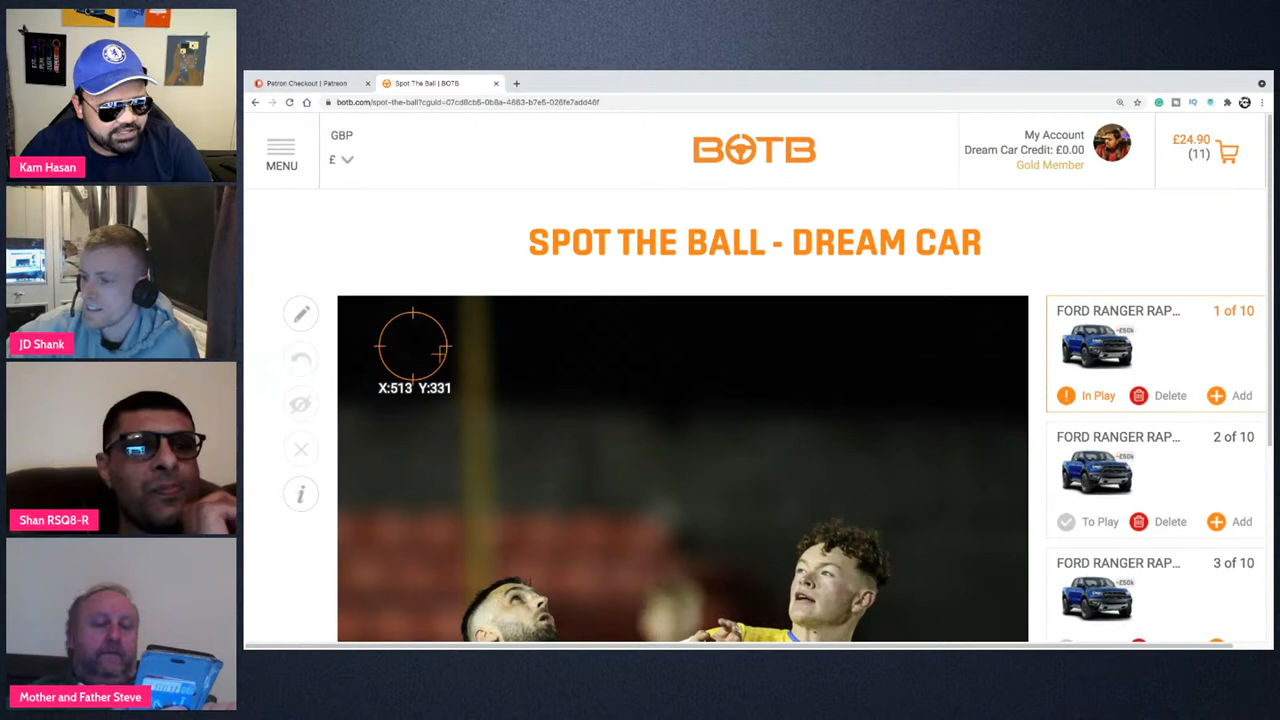 Kam Hasan
JD Shank
Shan RSQ8-R
Mother and Father Steve
Patron Checkout | Patreon
Spot The Ball | BOTB
botb.com/spot-the-ball?cguid=07cd8cb5-0b8a-4863-b7e5-026fe7add46f
MENU
GBP
£
BOTB
My Account
Dream Car Credit: £0.00
Gold Member
£24.90
(11)
SPOT THE BALL - DREAM CAR
X:513 Y:331
FORD RANGER RAP... 1 of 10
In Play Delete Add
FORD RANGER RAP... 2 of 10
To Play Delete Add
FORD RANGER RAP... 3 of 10